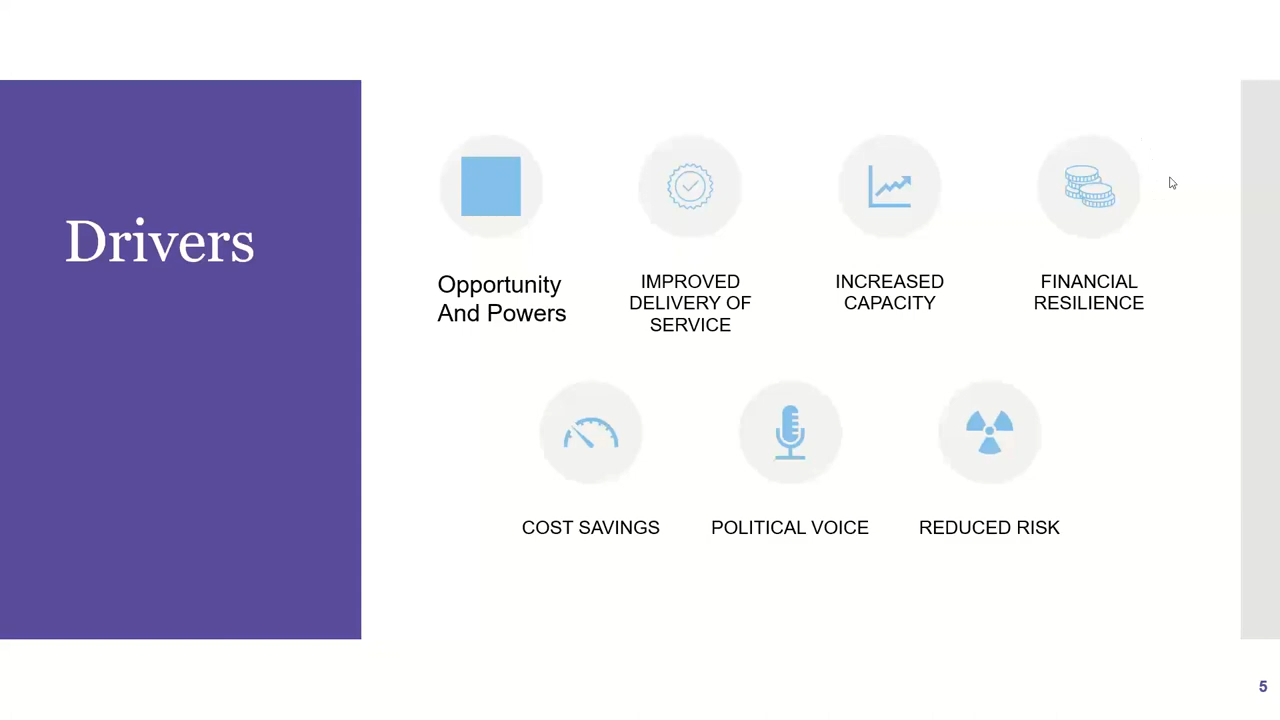 Drivers
Opportunity
And Powers
IMPROVED
DELIVERY OF
SERVICE
INCREASED
CAPACITY
FINANCIAL
RESILIENCE
COST SAVINGS
POLITICAL VOICE
REDUCED RISK
5